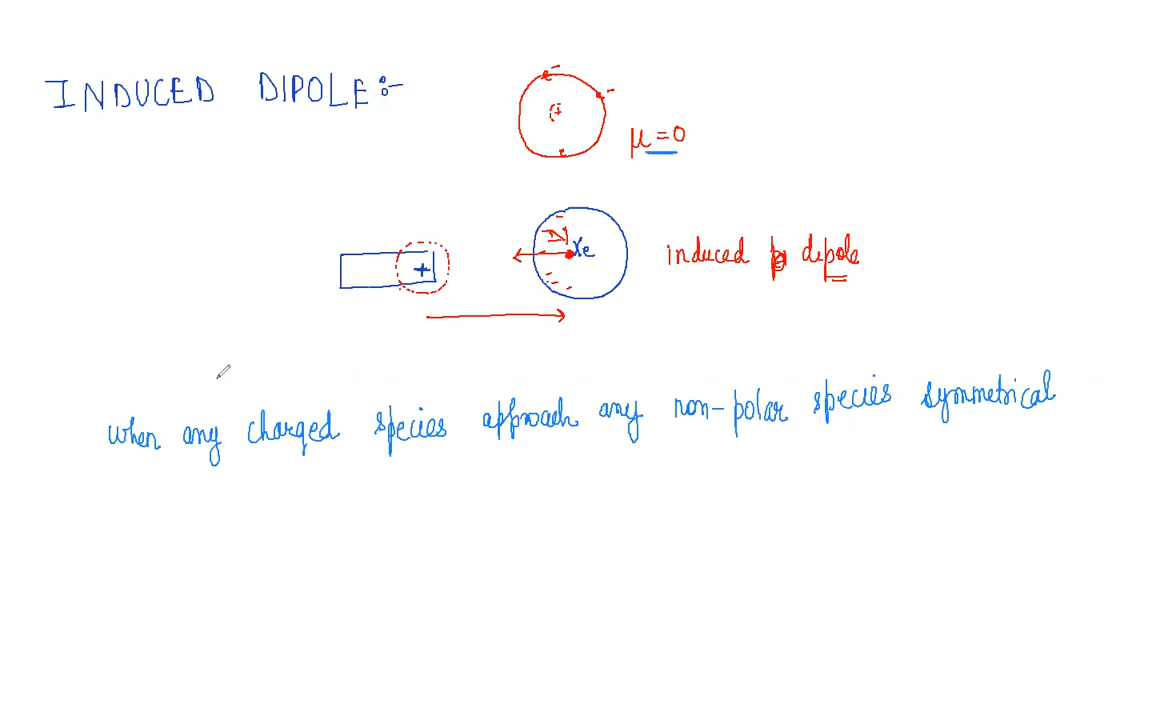 INDUCED DIPOLE:-
e-
-
(+
e
μ=0
Xe
+
induced dipole
when any charged species approach any non-polar species symmetrical